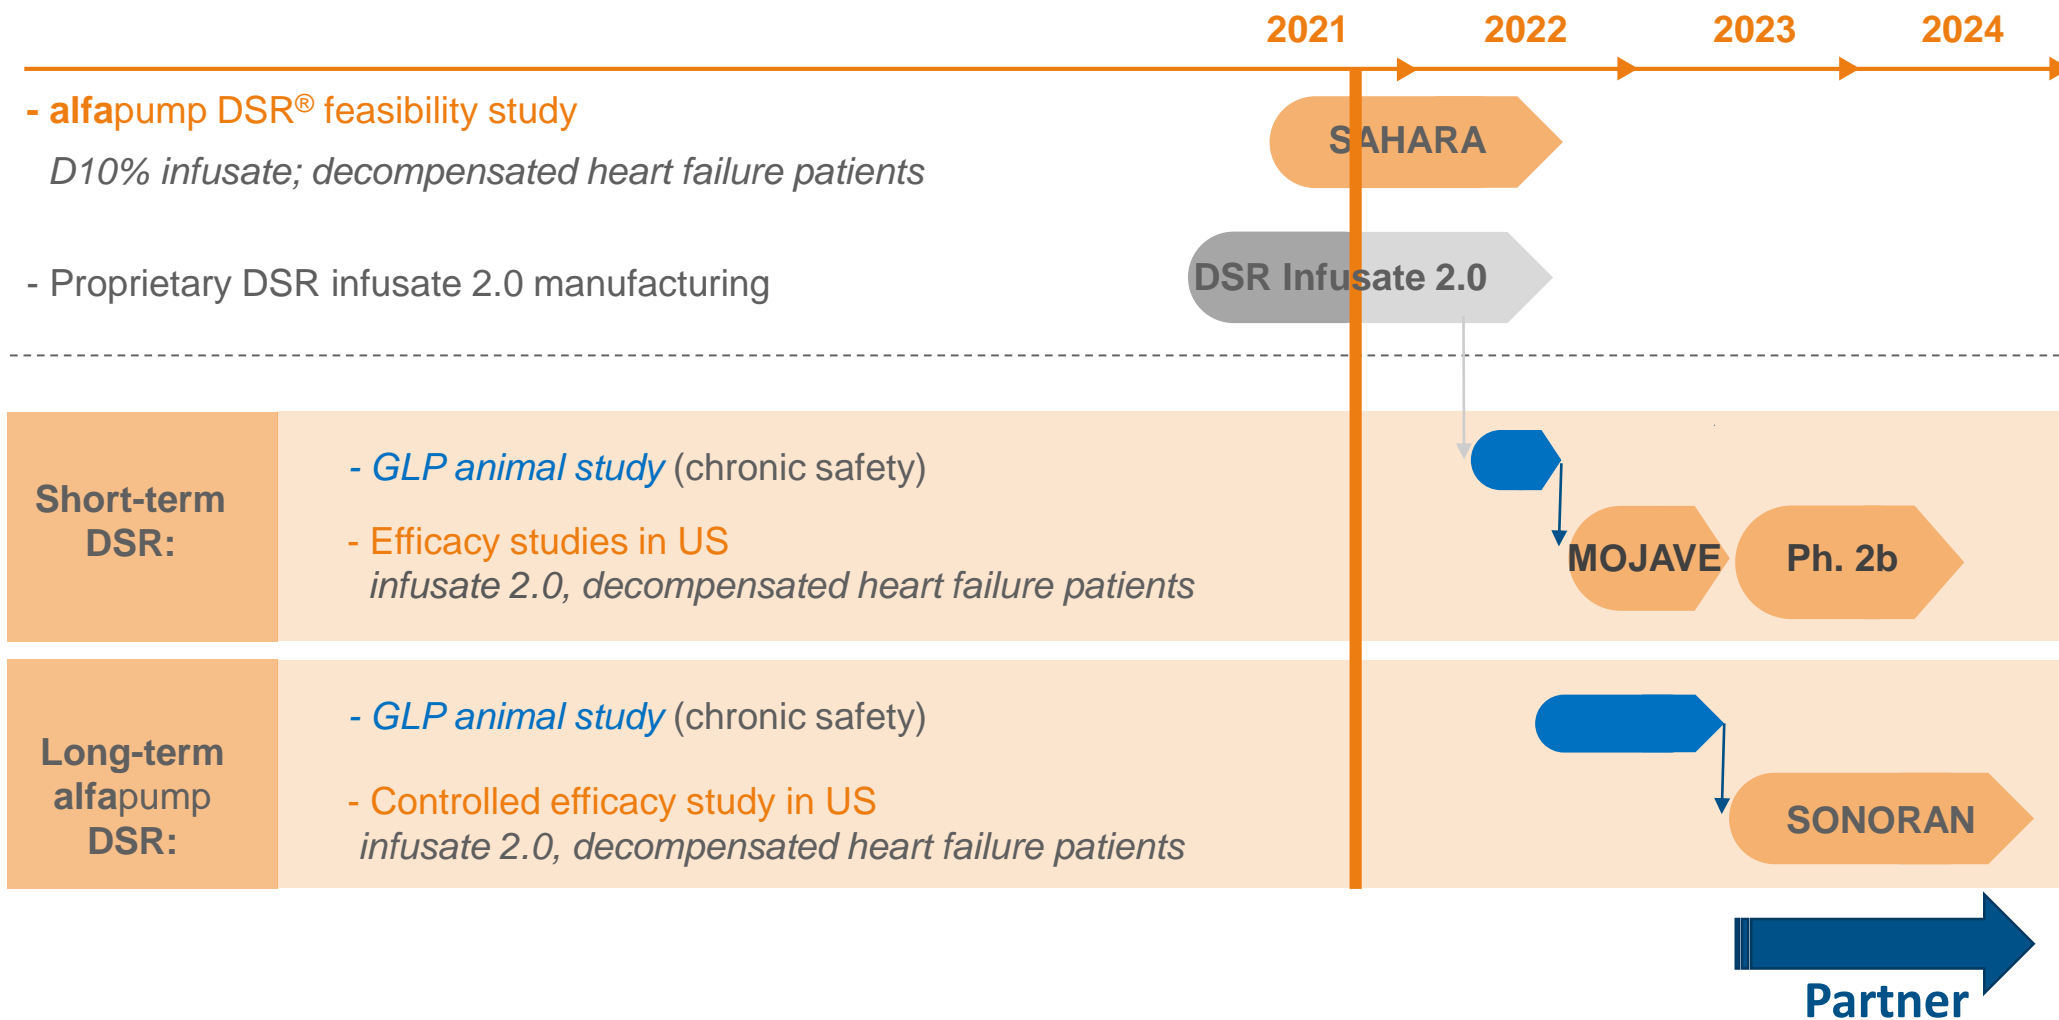 2021 2022 2023 2024
- alfapump DSR® feasibility study
D10% infusate; decompensated heart failure patients
SAHARA
- Proprietary DSR infusate 2.0 manufacturing
DSR Infusate 2.0
Short-term
DSR:
- GLP animal study (chronic safety)
- Efficacy studies in US
infusate 2.0, decompensated heart failure patients
MOJAVE
Ph. 2b
Long-term
alfapump
DSR:
- GLP animal study (chronic safety)
- Controlled efficacy study in US
infusate 2.0, decompensated heart failure patients
SONORAN
Partner